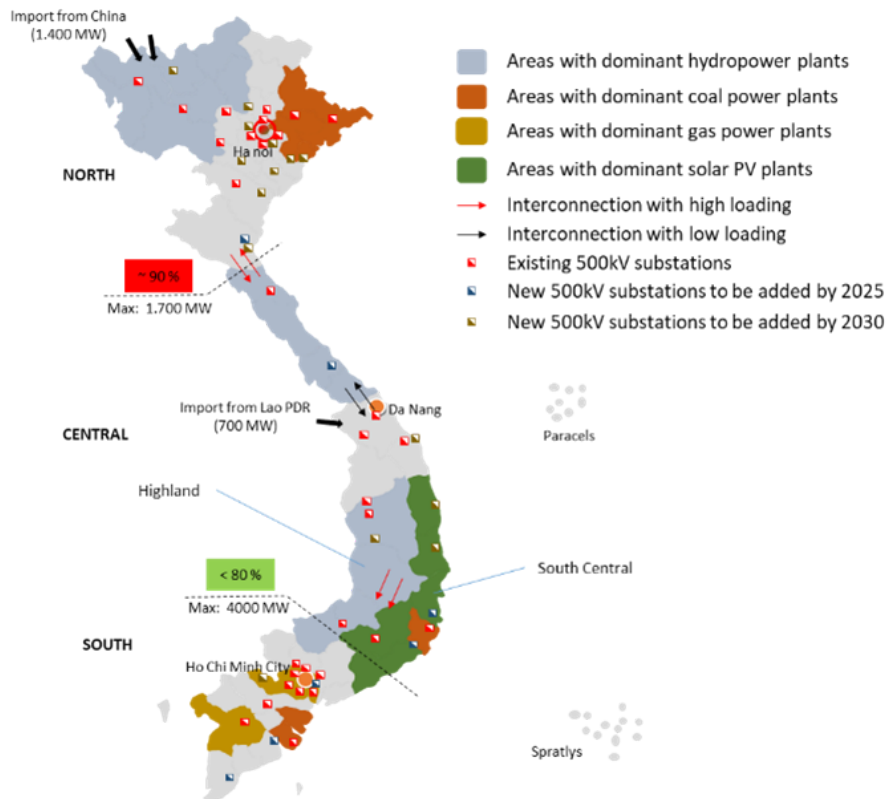 Import from China
(1.400 MW)
Areas with dominant hydropower plants
Areas with dominant coal power plants
Areas with dominant gas power plants
Areas with dominant solar PV plants
Interconnection with high loading
Interconnection with low loading
Existing 500kV substations
New 500kV substations to be added by 2025
New 500kV substations to be added by 2030
Ha noi
NORTH
~ 90 %
Max: 1.700 MW
Import from Lao PDR
(700 MW)
Da Nang
CENTRAL
Paracels
Highland
< 80 %
South Central
Max: 4000 MW
SOUTH
Ho Chi Minh City
Spratlys